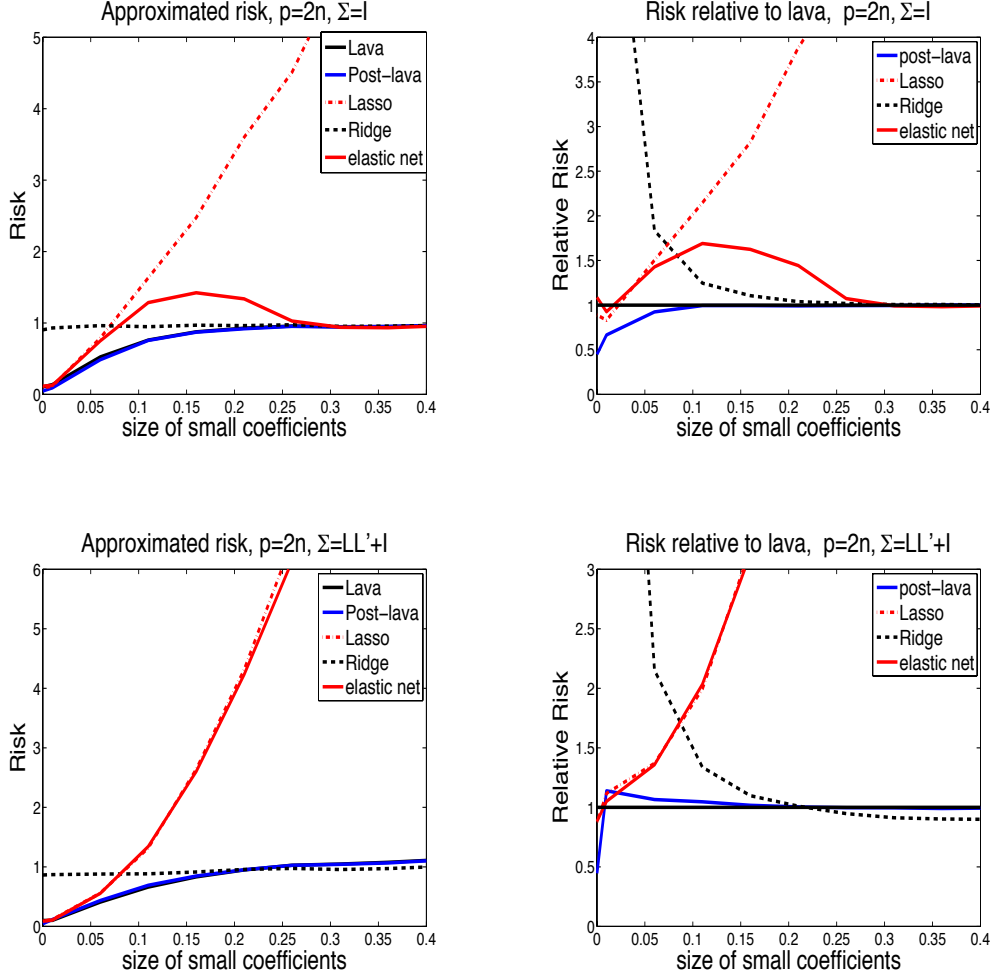 Approximated risk, p=2n, Σ=I
Risk
5
4
3
2
1
0
0
0.05
0.1
0.15
0.2
0.25
0.3
0.35
0.4
size of small coefficients
Lava
Post-lava
Lasso
Ridge
elastic net
Risk relative to lava, p=2n, Σ=I
Relative Risk
4
3.5
3
2.5
2
1.5
1
0.5
0
0
0.05
0.1
0.15
0.2
0.25
0.3
0.35
0.4
size of small coefficients
post-lava
Lasso
Ridge
elastic net
Approximated risk, p=2n, Σ=LL'+I
Risk
6
5
4
3
2
1
0
0
0.05
0.1
0.15
0.2
0.25
0.3
0.35
0.4
size of small coefficients
Lava
Post-lava
Lasso
Ridge
elastic net
Risk relative to lava, p=2n, Σ=LL'+I
Relative Risk
3
2.5
2
1.5
1
0.5
0
0
0.05
0.1
0.15
0.2
0.25
0.3
0.35
0.4
size of small coefficients
post-lava
Lasso
Ridge
elastic net